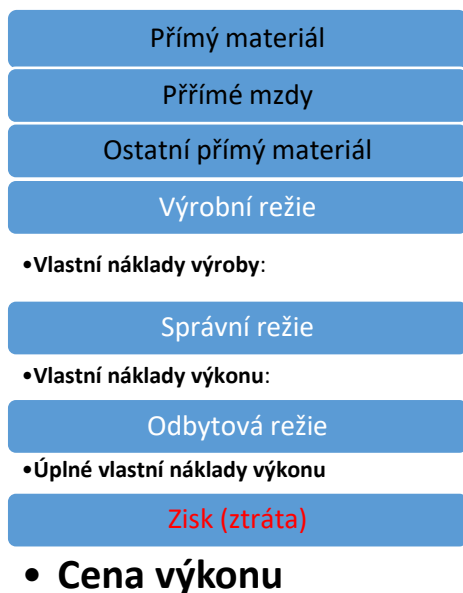 Přímý materiál
Přřímé mzdy
Ostatní přímý materiál
Výrobní režie
•Vlastní náklady výroby:
Správní režie
•Vlastní náklady výkonu:
Odbytová režie
•Úplné vlastní náklady výkonu
Zisk (ztráta)
• Cena výkonu